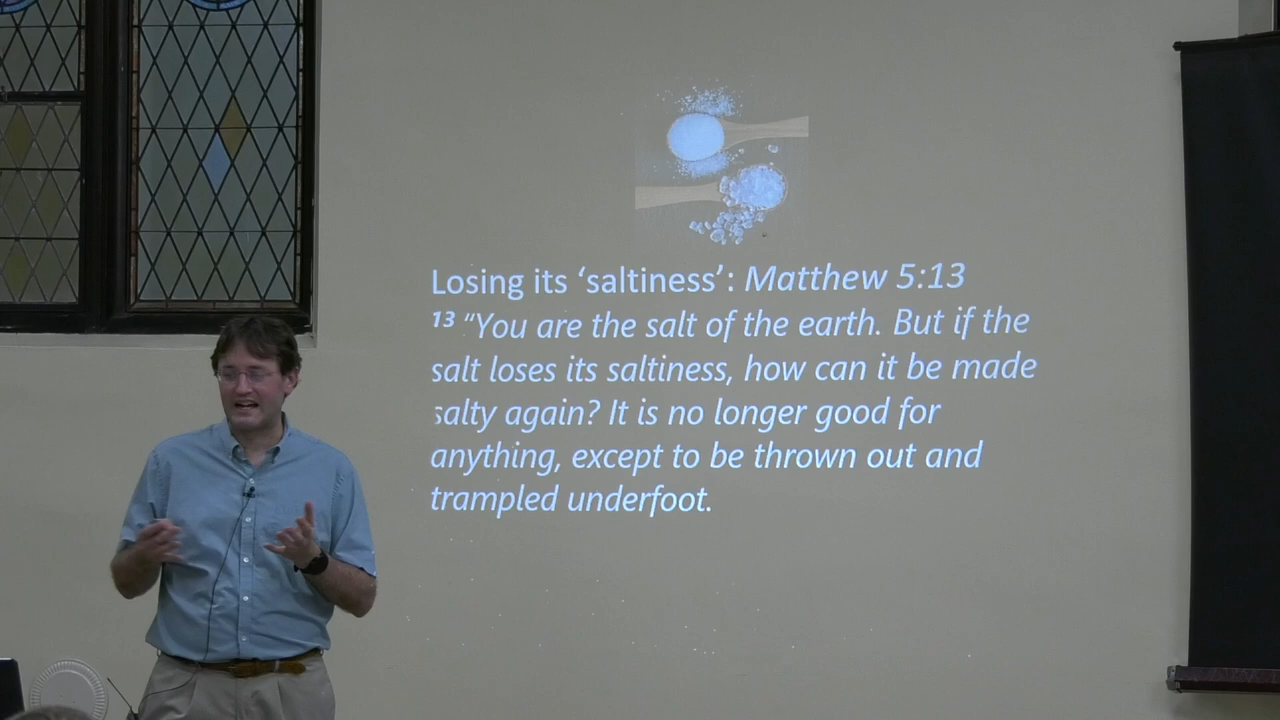 Losing its ‘saltiness’: Matthew 5:13
13 “You are the salt of the earth. But if the
salt loses its saltiness, how can it be made
salty again? It is no longer good for
anything, except to be thrown out and
trampled underfoot.